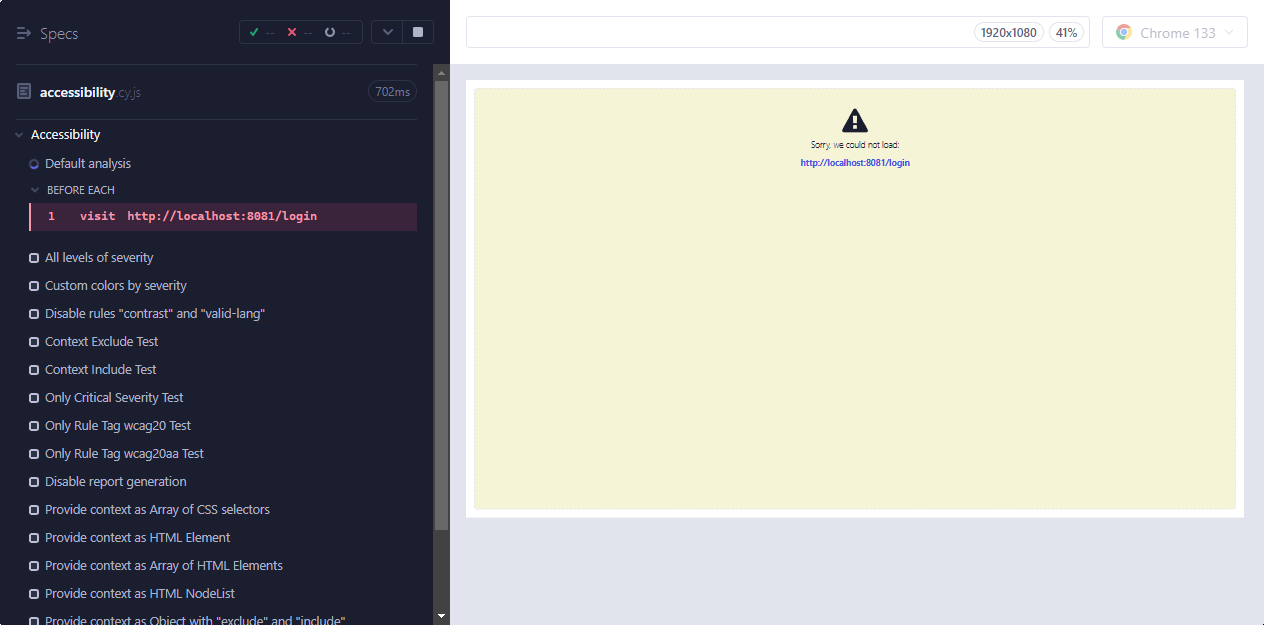 Specs
-- -- --
accessibility.cy.js 702ms
Accessibility
Default analysis
BEFORE EACH
1 visit http://localhost:8081/login
All levels of severity
Custom colors by severity
Disable rules "contrast" and "valid-lang"
Context Exclude Test
Context Include Test
Only Critical Severity Test
Only Rule Tag wcag20 Test
Only Rule Tag wcag20aa Test
Disable report generation
Provide context as Array of CSS selectors
Provide context as HTML Element
Provide context as Array of HTML Elements
Provide context as HTML NodeList
Provide context as Object with "exclude" and "include"
1920x1080 41% Chrome 133
Sorry, we could not load:
http://localhost:8081/login